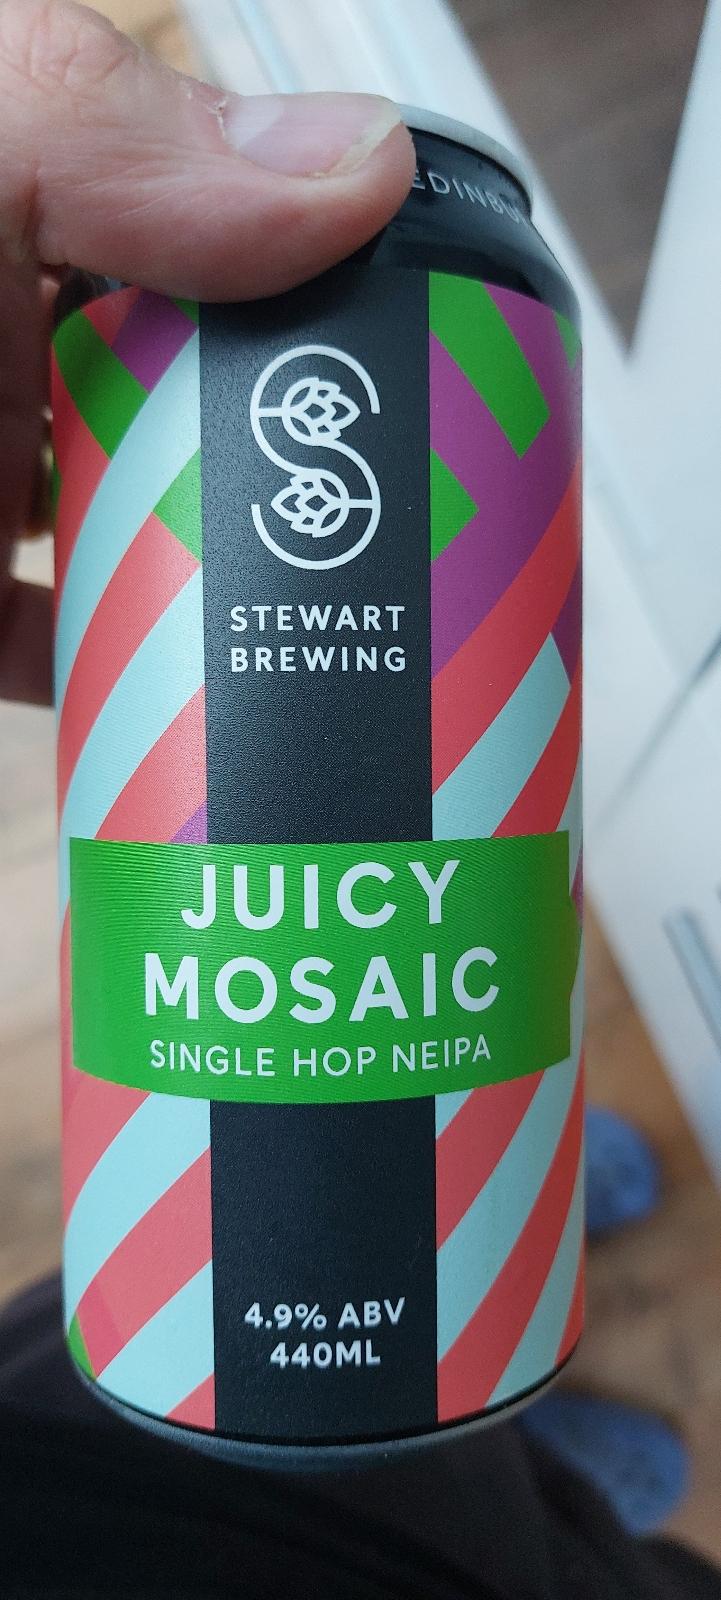 STEWART
BREWING
JUICY
MOSAIC
SINGLE HOP NEIPA
4.9% ABV
440ML